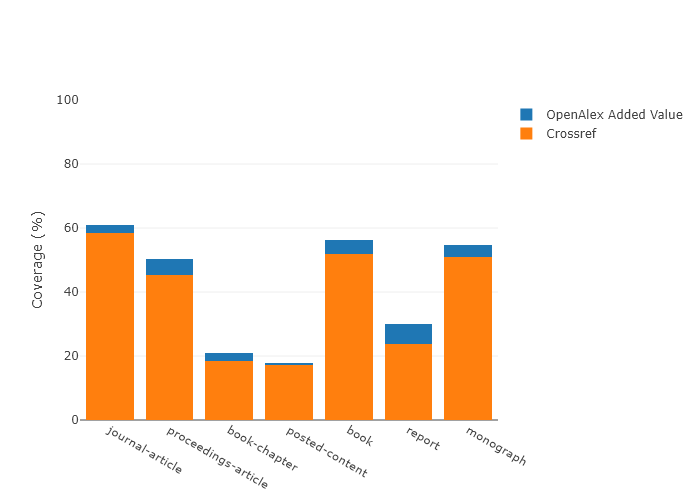 100
80
60
40
20
0
Coverage (%)
journal-article
proceedings-article
book-chapter
posted-content
book
report
monograph
OpenAlex Added Value
Crossref